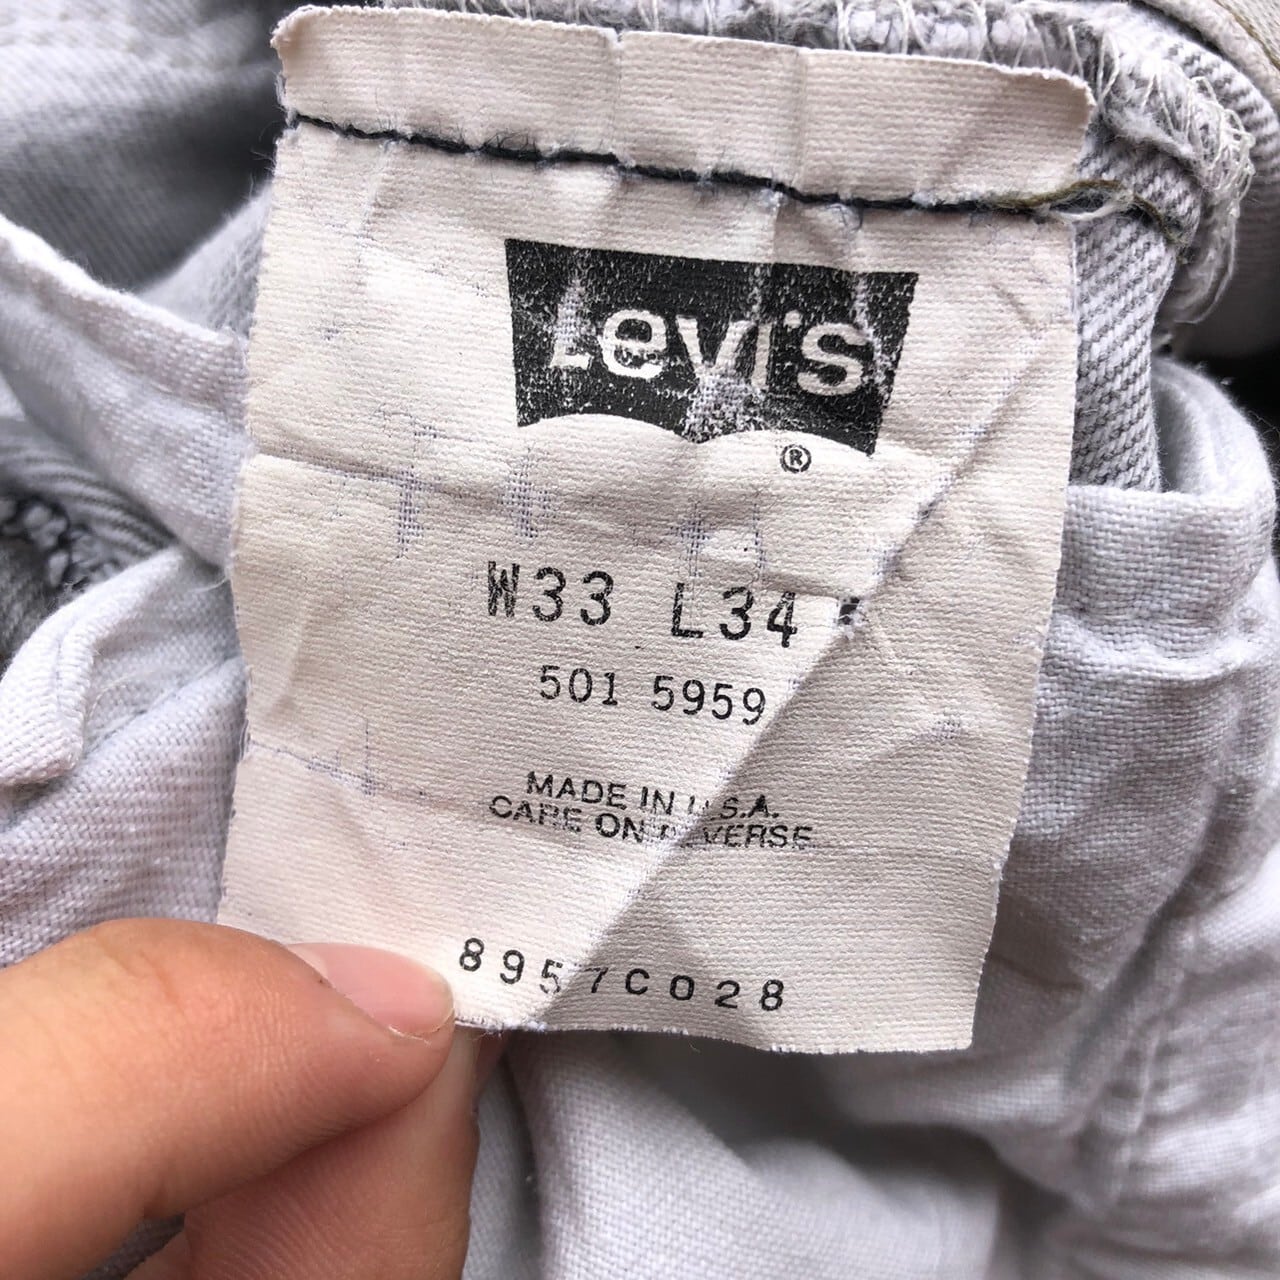 Levi's
®
W33 L34
501 5959
MADE IN U.S.A.
CARE ON REVERSE
8957C028